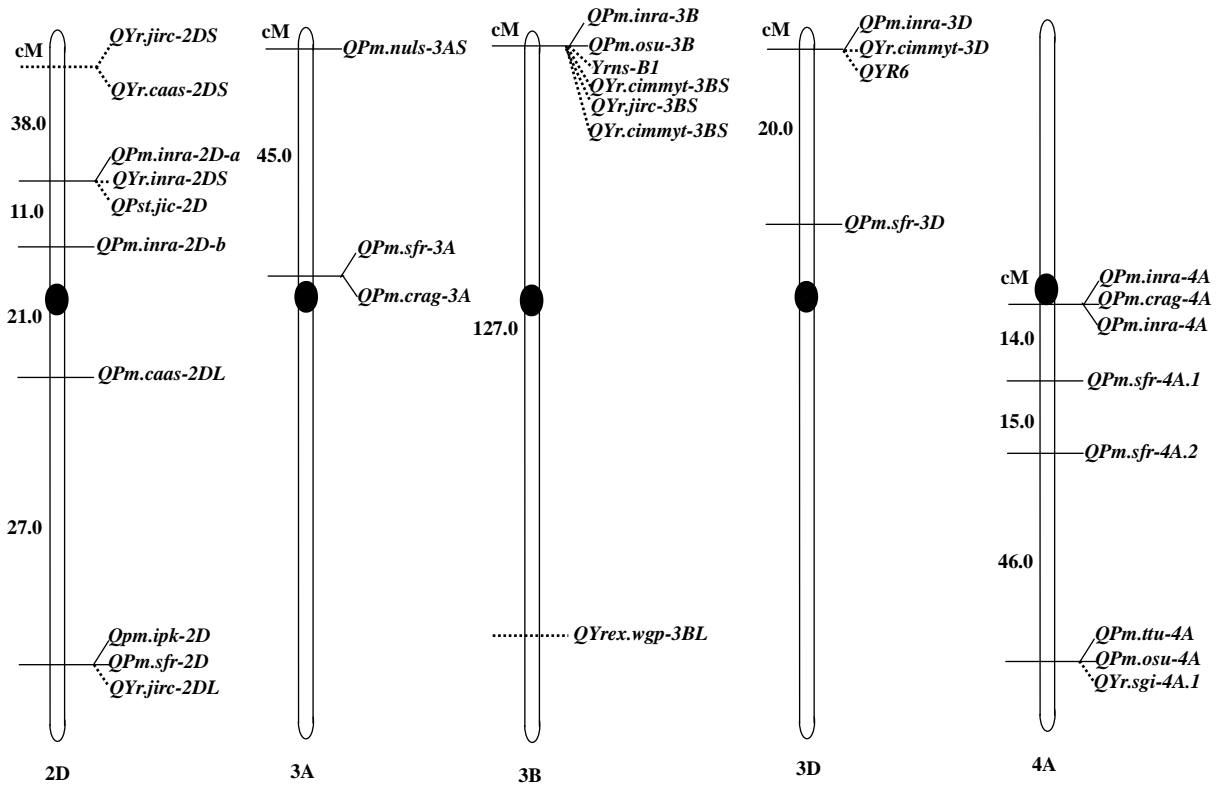 cM
QYr.jirc-2DS
QYr.caas-2DS
38.0
QPm.inra-2D-a
QYr.inra-2DS
QPst.jic-2D
11.0
QPm.inra-2D-b
21.0
QPm.caas-2DL
27.0
Qpm.ipk-2D
QPm.sfr-2D
QYr.jirc-2DL
2D
cM
QPm.nuls-3AS
45.0
QPm.sfr-3A
QPm.crag-3A
3A
cM
QPm.inra-3B
QPm.osu-3B
Yrns-B1
QYr.cimmyt-3BS
QYr.jirc-3BS
QYr.cimmyt-3BS
127.0
QYrex.wgp-3BL
3B
cM
QPm.inra-3D
QYr.cimmyt-3D
QYR6
20.0
QPm.sfr-3D
3D
cM
QPm.inra-4A
QPm.crag-4A
QPm.inra-4A
14.0
QPm.sfr-4A.1
15.0
QPm.sfr-4A.2
46.0
QPm.ttu-4A
QPm.osu-4A
QYr.sgi-4A.1
4A